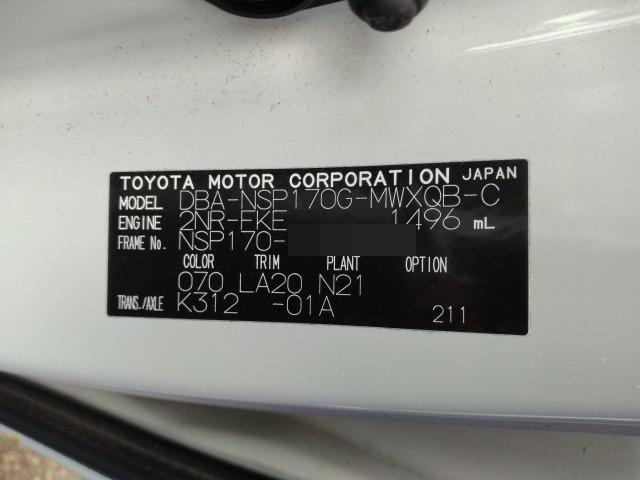 TOYOTA MOTOR CORPORATION JAPAN
MODEL DBA-NSP170G-MWXQB-C
ENGINE 2NR-FKE 1496 mL
FRAME No. NSP170-
COLOR TRIM PLANT OPTION
070 LA20 N21
TRANS./AXLE K312 -01A 211